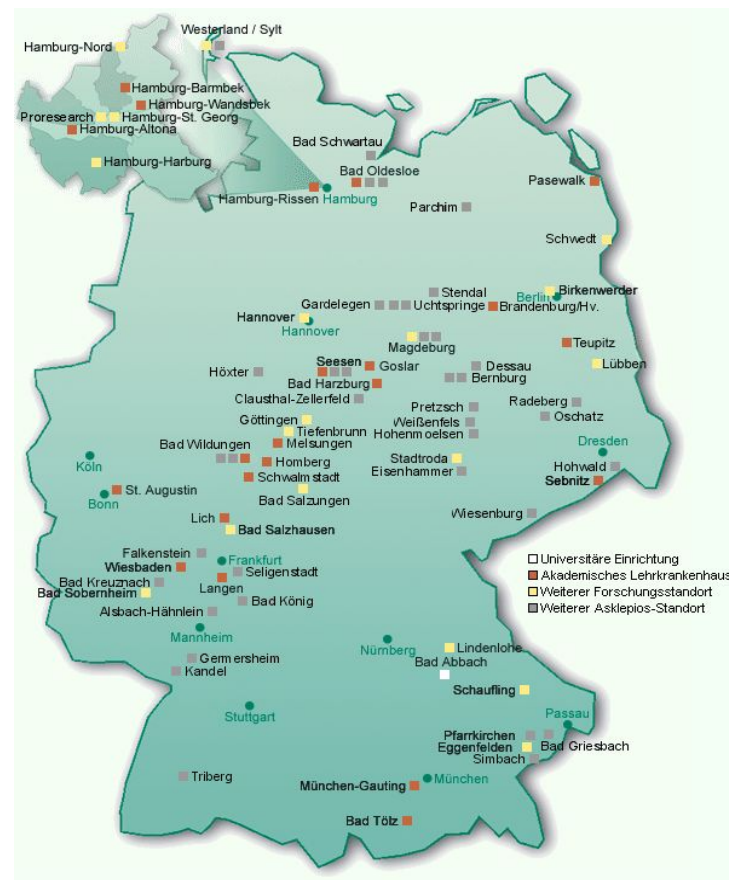 Westerland / Sylt
Hamburg-Nord
Hamburg-Barmbek
Hamburg-Wandsbek
Proresearch
Hamburg-St. Georg
Hamburg-Altona
Hamburg-Harburg
Bad Schwartau
Bad Oldesloe
Hamburg-Rissen
Hamburg
Pasewalk
Parchim
Schwedt
Stendal
Birkenwerder
Berlin
Gardelegen
Uchtspringe
Brandenburg/Hv.
Hannover
Hannover
Magdeburg
Teupitz
Lübben
Seesen
Goslar
Höxter
Dessau
Bad Harzburg
Bernburg
Clausthal-Zellerfeld
Pretzsch
Radeberg
Oschatz
Göttingen
Weißenfels
Tiefenbrunn
Hohenmoelsen
Bad Wildungen
Melsungen
Dresden
Köln
Homberg
Stadtroda
Hohwald
Eisenhammer
Schwalmstadt
Sebnitz
Bonn
St. Augustin
Bad Salzungen
Lich
Wiesenburg
Bad Salzhausen
Falkenstein
Frankfurt
Wiesbaden
Seligenstadt
Bad Kreuznach
Langen
Bad Sobernheim
Bad König
Alsbach-Hähnlein
Universitäre Einrichtung
Akademisches Lehrkrankenhaus
Weiterer Forschungsstandort
Weiterer Asklepios-Standort
Mannheim
Nürnberg
Lindenlohe
Germersheim
Bad Abbach
Kandel
Schaufling
Stuttgart
Passau
Pfarrkirchen
Eggenfelden
Bad Griesbach
Simbach
Triberg
München
München-Gauting
Bad Tölz